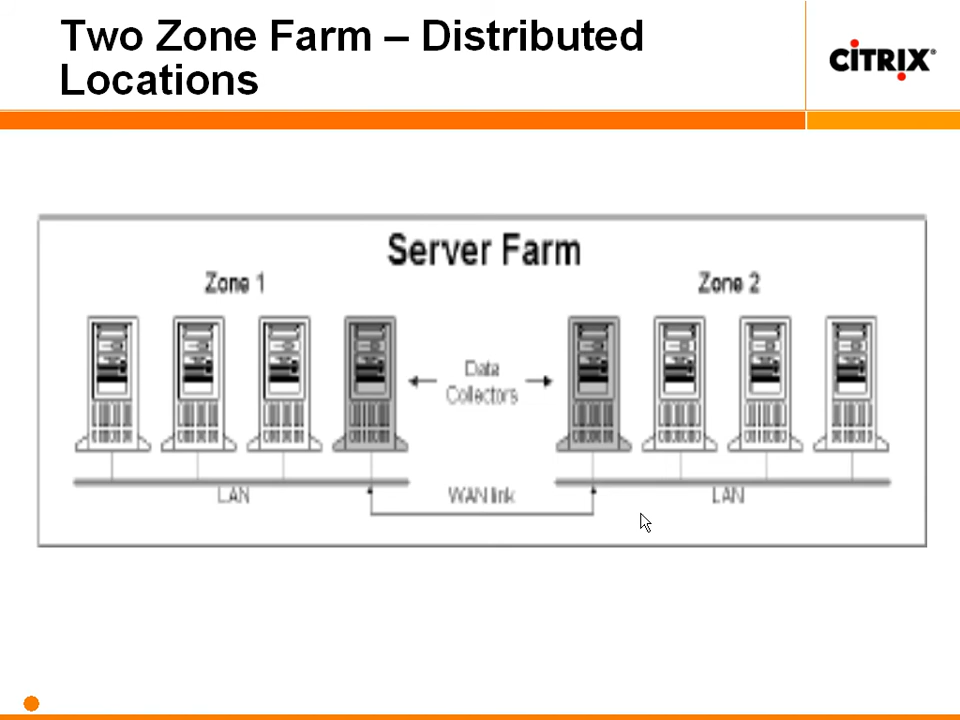 Two Zone Farm – Distributed
Locations
CITRIX®
Server Farm
Zone 1
Zone 2
Data
Collectors
LAN
WAN link
LAN